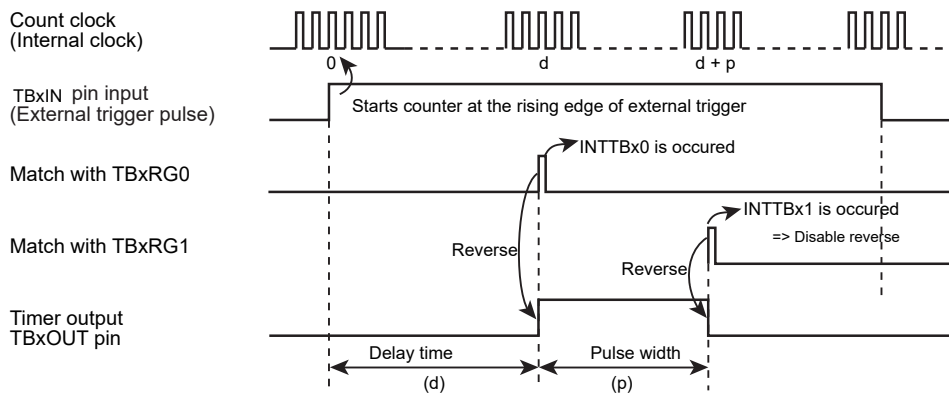 Count clock
(Internal clock)
0
d
d + p
TBxIN pin input
(External trigger pulse)
Starts counter at the rising edge of external trigger
INTTBx0 is occured
Match with TBxRG0
INTTBx1 is occured
Match with TBxRG1
=> Disable reverse
Reverse
Reverse
Timer output
TBxOUT pin
Delay time
Pulse width
(d)
(p)